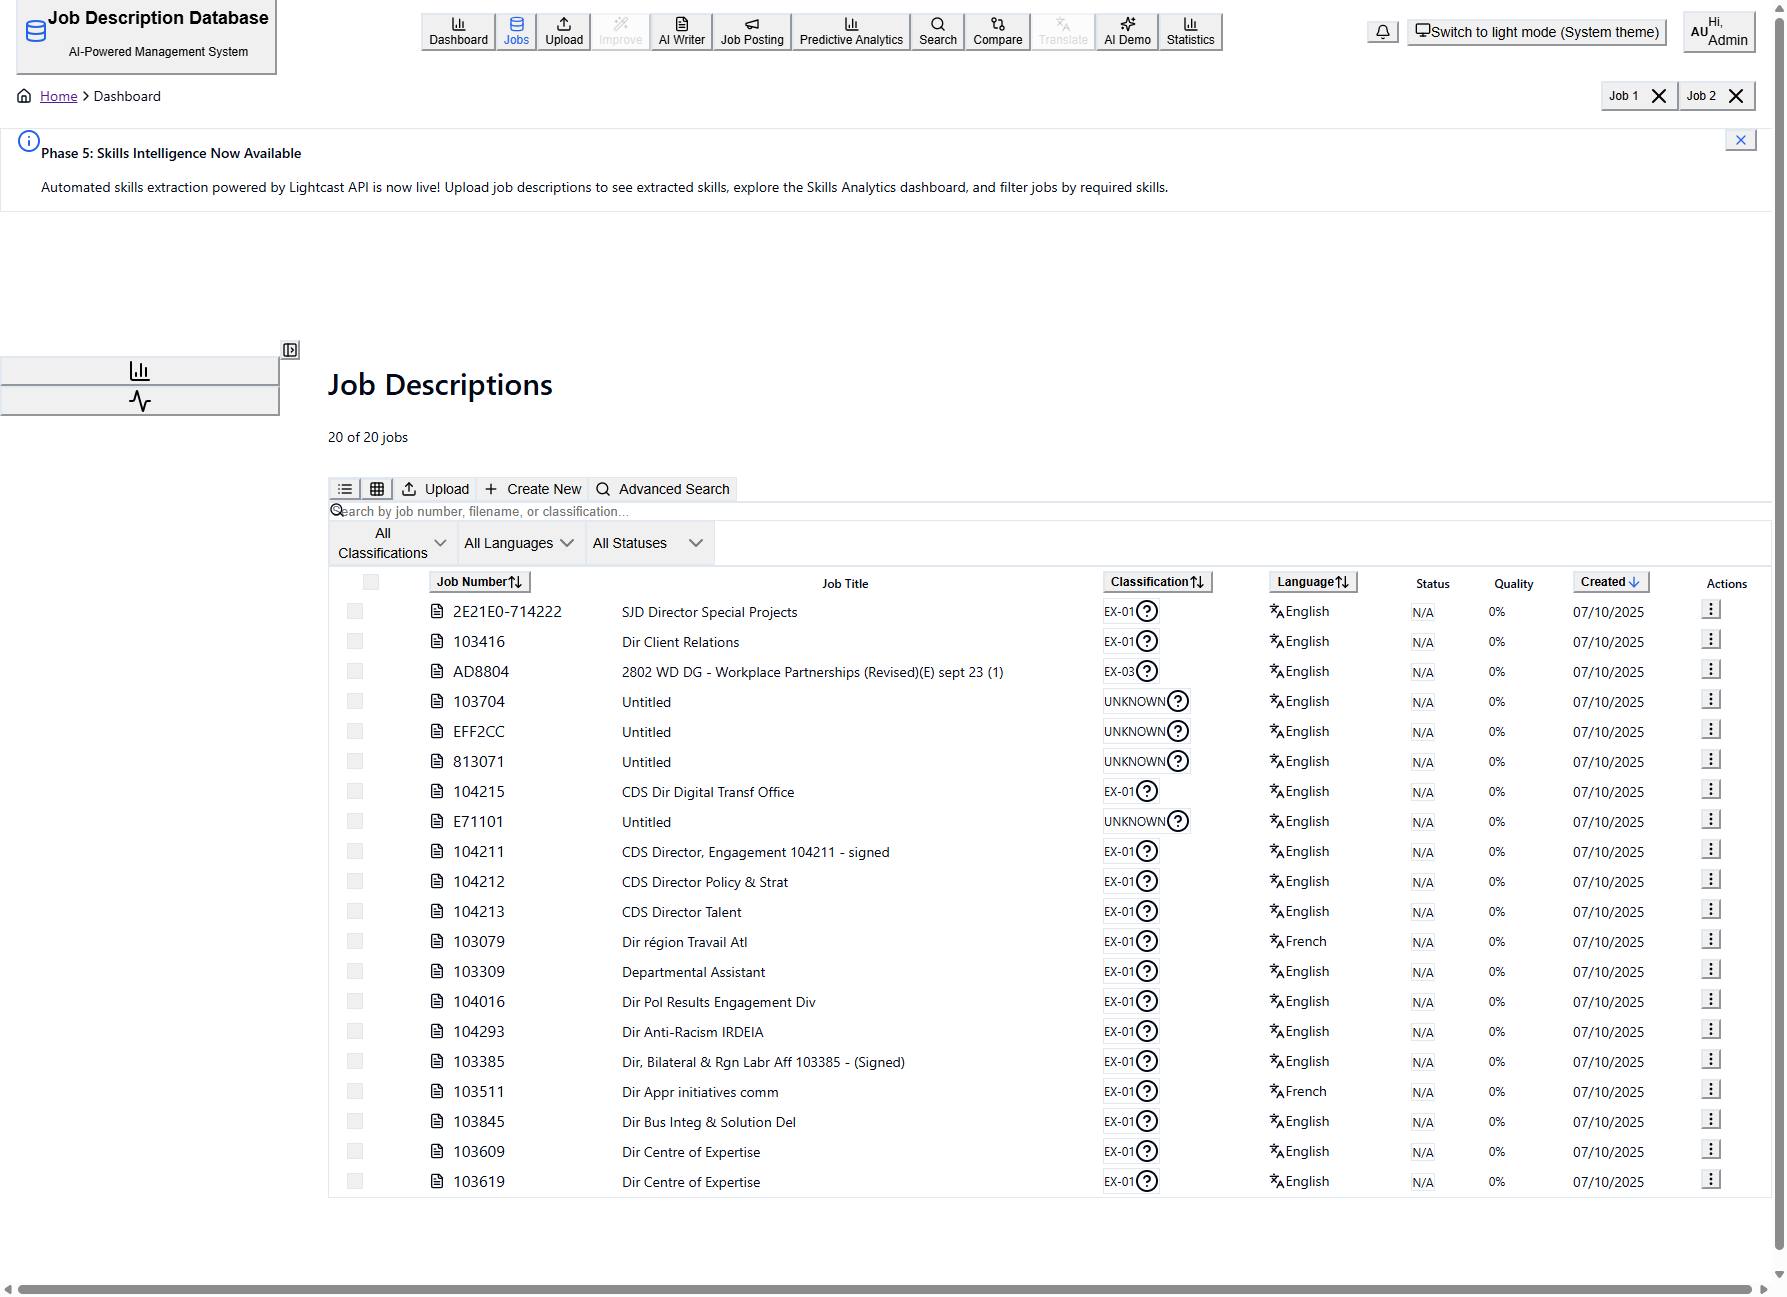 Job Description Database
AI-Powered Management System
Dashboard
Jobs
Upload
Improve
AI Writer
Job Posting
Predictive Analytics
Search
Compare
Translate
AI Demo
Statistics
Switch to light mode (System theme)
AU
Hi,
Admin
Home > Dashboard
Job 1
Job 2
Phase 5: Skills Intelligence Now Available
Automated skills extraction powered by Lightcast API is now live! Upload job descriptions to see extracted skills, explore the Skills Analytics dashboard, and filter jobs by required skills.
Job Descriptions
20 of 20 jobs
Upload
Create New
Advanced Search
Search by job number, filename, or classification...
All Classifications
All Languages
All Statuses
Job Number Job Title Classification Language Status Quality Created Actions
2E21E0-714222 SJD Director Special Projects EX-01 English N/A 0% 07/10/2025
103416 Dir Client Relations EX-01 English N/A 0% 07/10/2025
AD8804 2802 WD DG - Workplace Partnerships (Revised)(E) sept 23 (1) EX-03 English N/A 0% 07/10/2025
103704 Untitled UNKNOWN English N/A 0% 07/10/2025
EFF2CC Untitled UNKNOWN English N/A 0% 07/10/2025
813071 Untitled UNKNOWN English N/A 0% 07/10/2025
104215 CDS Dir Digital Transf Office EX-01 English N/A 0% 07/10/2025
E71101 Untitled UNKNOWN English N/A 0% 07/10/2025
104211 CDS Director, Engagement 104211 - signed EX-01 English N/A 0% 07/10/2025
104212 CDS Director Policy & Strat EX-01 English N/A 0% 07/10/2025
104213 CDS Director Talent EX-01 English N/A 0% 07/10/2025
103079 Dir région Travail Atl EX-01 French N/A 0% 07/10/2025
103309 Departmental Assistant EX-01 English N/A 0% 07/10/2025
104016 Dir Pol Results Engagement Div EX-01 English N/A 0% 07/10/2025
104293 Dir Anti-Racism IRDEIA EX-01 English N/A 0% 07/10/2025
103385 Dir, Bilateral & Rgn Labr Aff 103385 - (Signed) EX-01 English N/A 0% 07/10/2025
103511 Dir Appr initiatives comm EX-01 French N/A 0% 07/10/2025
103845 Dir Bus Integ & Solution Del EX-01 English N/A 0% 07/10/2025
103609 Dir Centre of Expertise EX-01 English N/A 0% 07/10/2025
103619 Dir Centre of Expertise EX-01 English N/A 0% 07/10/2025